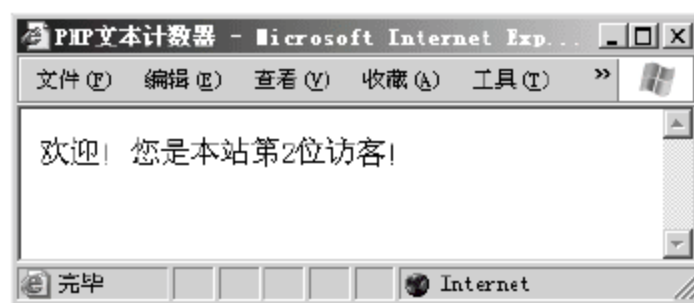 PHP文本计数器 - Microsoft Internet Exp...
文件(F) 编辑(E) 查看(V) 收藏(A) 工具(T) »
欢迎! 您是本站第2位访客!
完毕 Internet